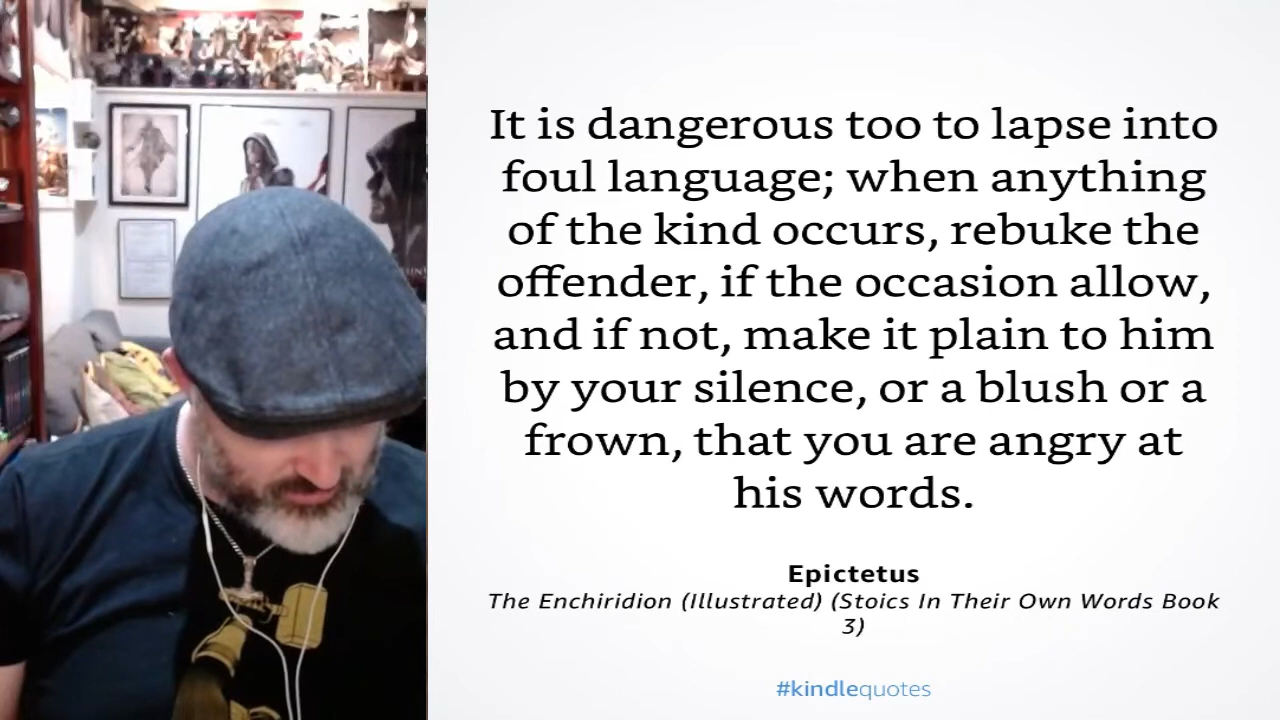 It is dangerous too to lapse into
foul language; when anything
of the kind occurs, rebuke the
offender, if the occasion allow,
and if not, make it plain to him
by your silence, or a blush or a
frown, that you are angry at
his words.
Epictetus
The Enchiridion (Illustrated) (Stoics In Their Own Words Book
3)
#kindlequotes